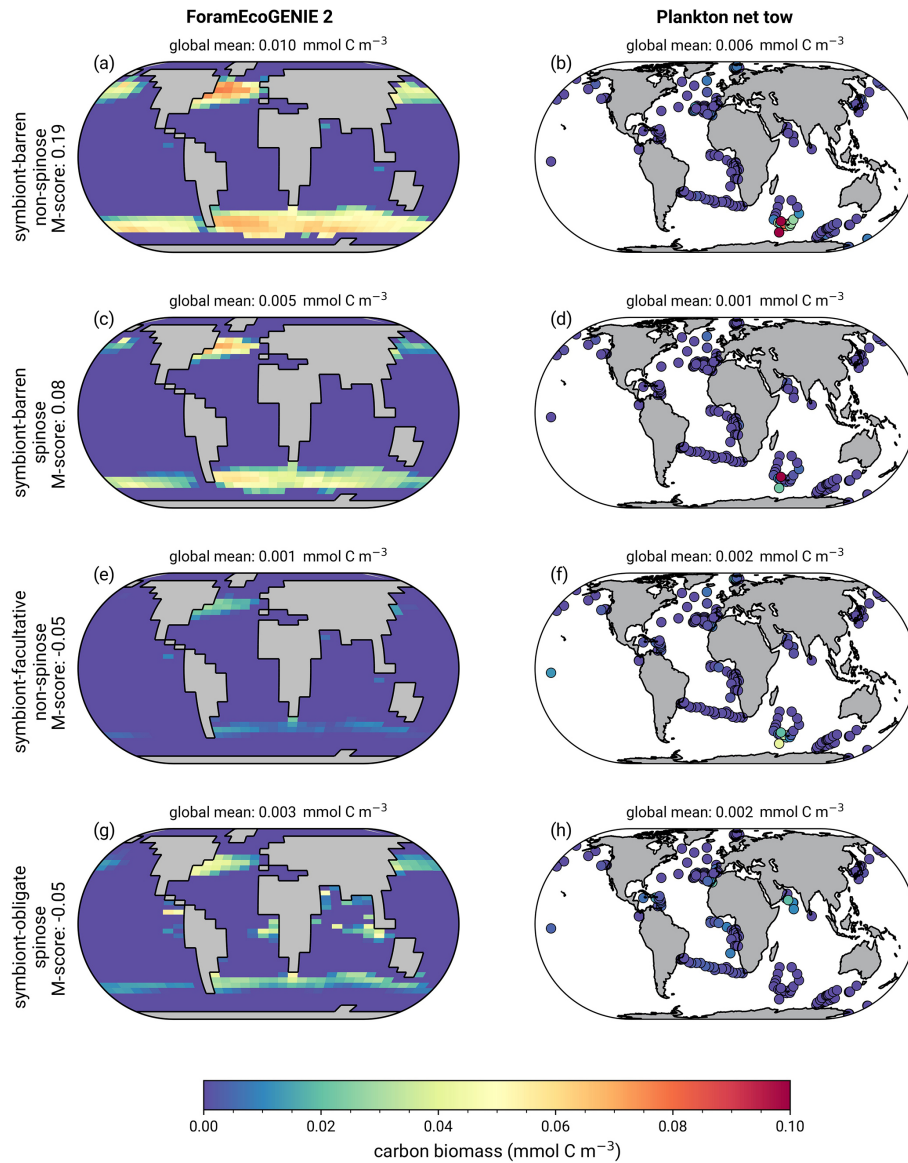 ForamEcoGENIE 2
Plankton net tow
global mean: 0.010 mmol C m⁻³
global mean: 0.006 mmol C m⁻³
(a)
(b)
symbiont-barren
non-spinose
M-score: 0.19
global mean: 0.005 mmol C m⁻³
global mean: 0.001 mmol C m⁻³
(c)
(d)
symbiont-barren
spinose
M-score: 0.08
global mean: 0.001 mmol C m⁻³
global mean: 0.002 mmol C m⁻³
(e)
(f)
symbiont-facultative
non-spinose
M-score: -0.05
global mean: 0.003 mmol C m⁻³
global mean: 0.002 mmol C m⁻³
(g)
(h)
symbiont-obligate
spinose
M-score: -0.05
0.00 0.02 0.04 0.06 0.08 0.10
carbon biomass (mmol C m⁻³)